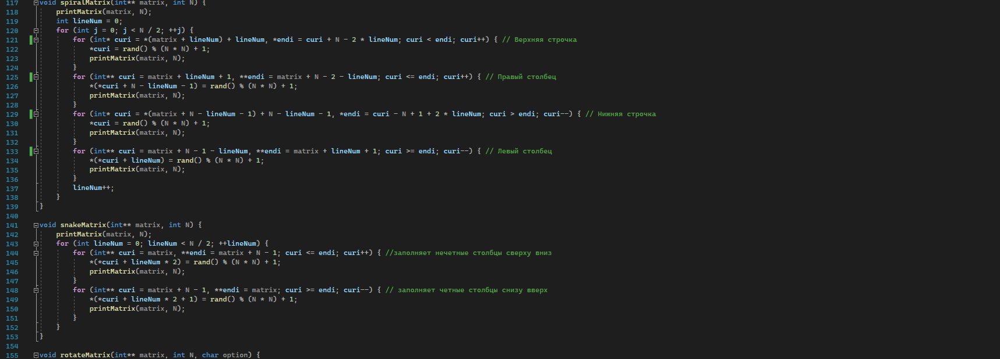 117 void spiralMatrix(int** matrix, int N) {
118 printMatrix(matrix, N);
119 int lineNum = 0;
120 for (int j = 0; j < N / 2; ++j) {
121 for (int* curi = *(matrix + lineNum) + lineNum, *endi = curi + N - 2 * lineNum; curi < endi; curi++) { // Верхняя строчка
122 *curi = rand() % (N * N) + 1;
123 printMatrix(matrix, N);
124 }
125 for (int** curi = matrix + lineNum + 1, **endi = matrix + N - 2 - lineNum; curi <= endi; curi++) { // Правый столбец
126 *(*curi + N - lineNum - 1) = rand() % (N * N) + 1;
127 printMatrix(matrix, N);
128 }
129 for (int* curi = *(matrix + N - lineNum - 1) + N - lineNum - 1, *endi = curi - N + 1 + 2 * lineNum; curi > endi; curi--) { // Нижняя строчка
130 *curi = rand() % (N * N) + 1;
131 printMatrix(matrix, N);
132 }
133 for (int** curi = matrix + N - 1 - lineNum, **endi = matrix + lineNum + 1; curi >= endi; curi--) { // Левый столбец
134 *(*curi + lineNum) = rand() % (N * N) + 1;
135 printMatrix(matrix, N);
136 }
137 lineNum++;
138 }
139 }
140
141 void snakeMatrix(int** matrix, int N) {
142 printMatrix(matrix, N);
143 for (int lineNum = 0; lineNum < N / 2; ++lineNum) {
144 for (int** curi = matrix, **endi = matrix + N - 1; curi <= endi; curi++) { //заполняет нечетные столбцы сверху вниз
145 *(*curi + lineNum * 2) = rand() % (N * N) + 1;
146 printMatrix(matrix, N);
147 }
148 for (int** curi = matrix + N - 1, **endi = matrix; curi >= endi; curi--) { // заполняет четные столбцы снизу вверх
149 *(*curi + lineNum * 2 + 1) = rand() % (N * N) + 1;
150 printMatrix(matrix, N);
151 }
152 }
153 }
154
155 void rotateMatrix(int** matrix, int N, char option) {